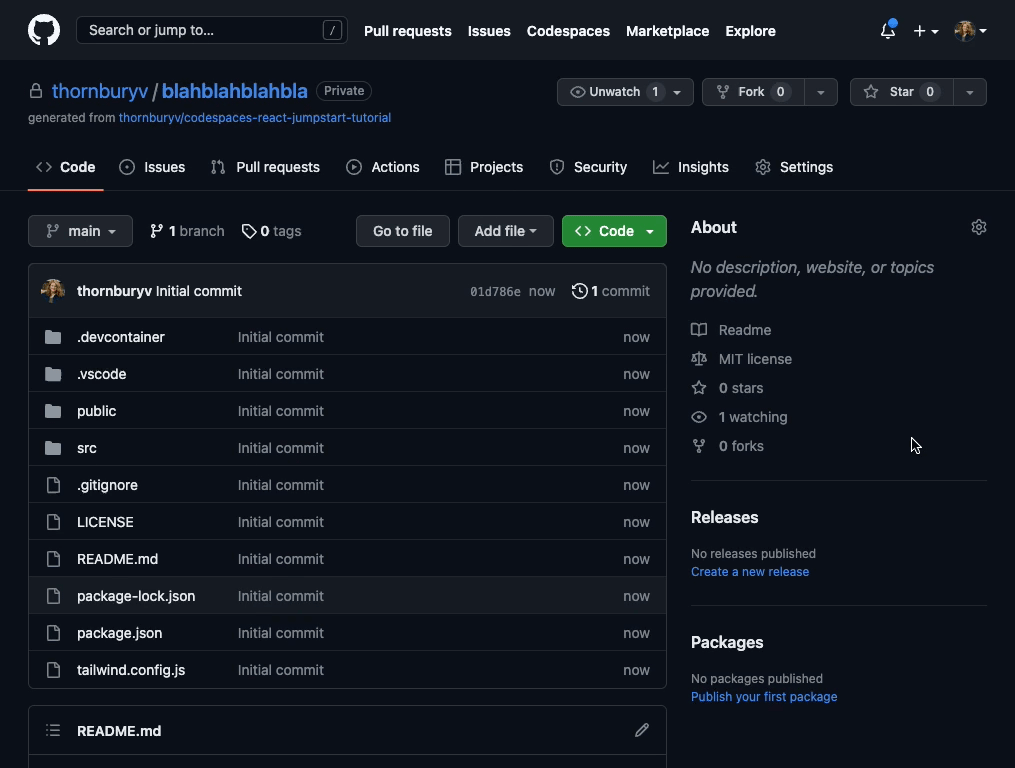 Search or jump to... /
Pull requests Issues Codespaces Marketplace Explore
thornburyv / blahblahblahbla Private
Unwatch 1 Fork 0 Star 0
generated from thornburyv/codespaces-react-jumpstart-tutorial
Code Issues Pull requests Actions Projects Security Insights Settings
main 1 branch 0 tags Go to file Add file Code
thornburyv Initial commit 01d786e now 1 commit
.devcontainer Initial commit now
.vscode Initial commit now
public Initial commit now
src Initial commit now
.gitignore Initial commit now
LICENSE Initial commit now
README.md Initial commit now
package-lock.json Initial commit now
package.json Initial commit now
tailwind.config.js Initial commit now
README.md
About
No description, website, or topics
provided.
Readme
MIT license
0 stars
1 watching
0 forks
Releases
No releases published
Create a new release
Packages
No packages published
Publish your first package